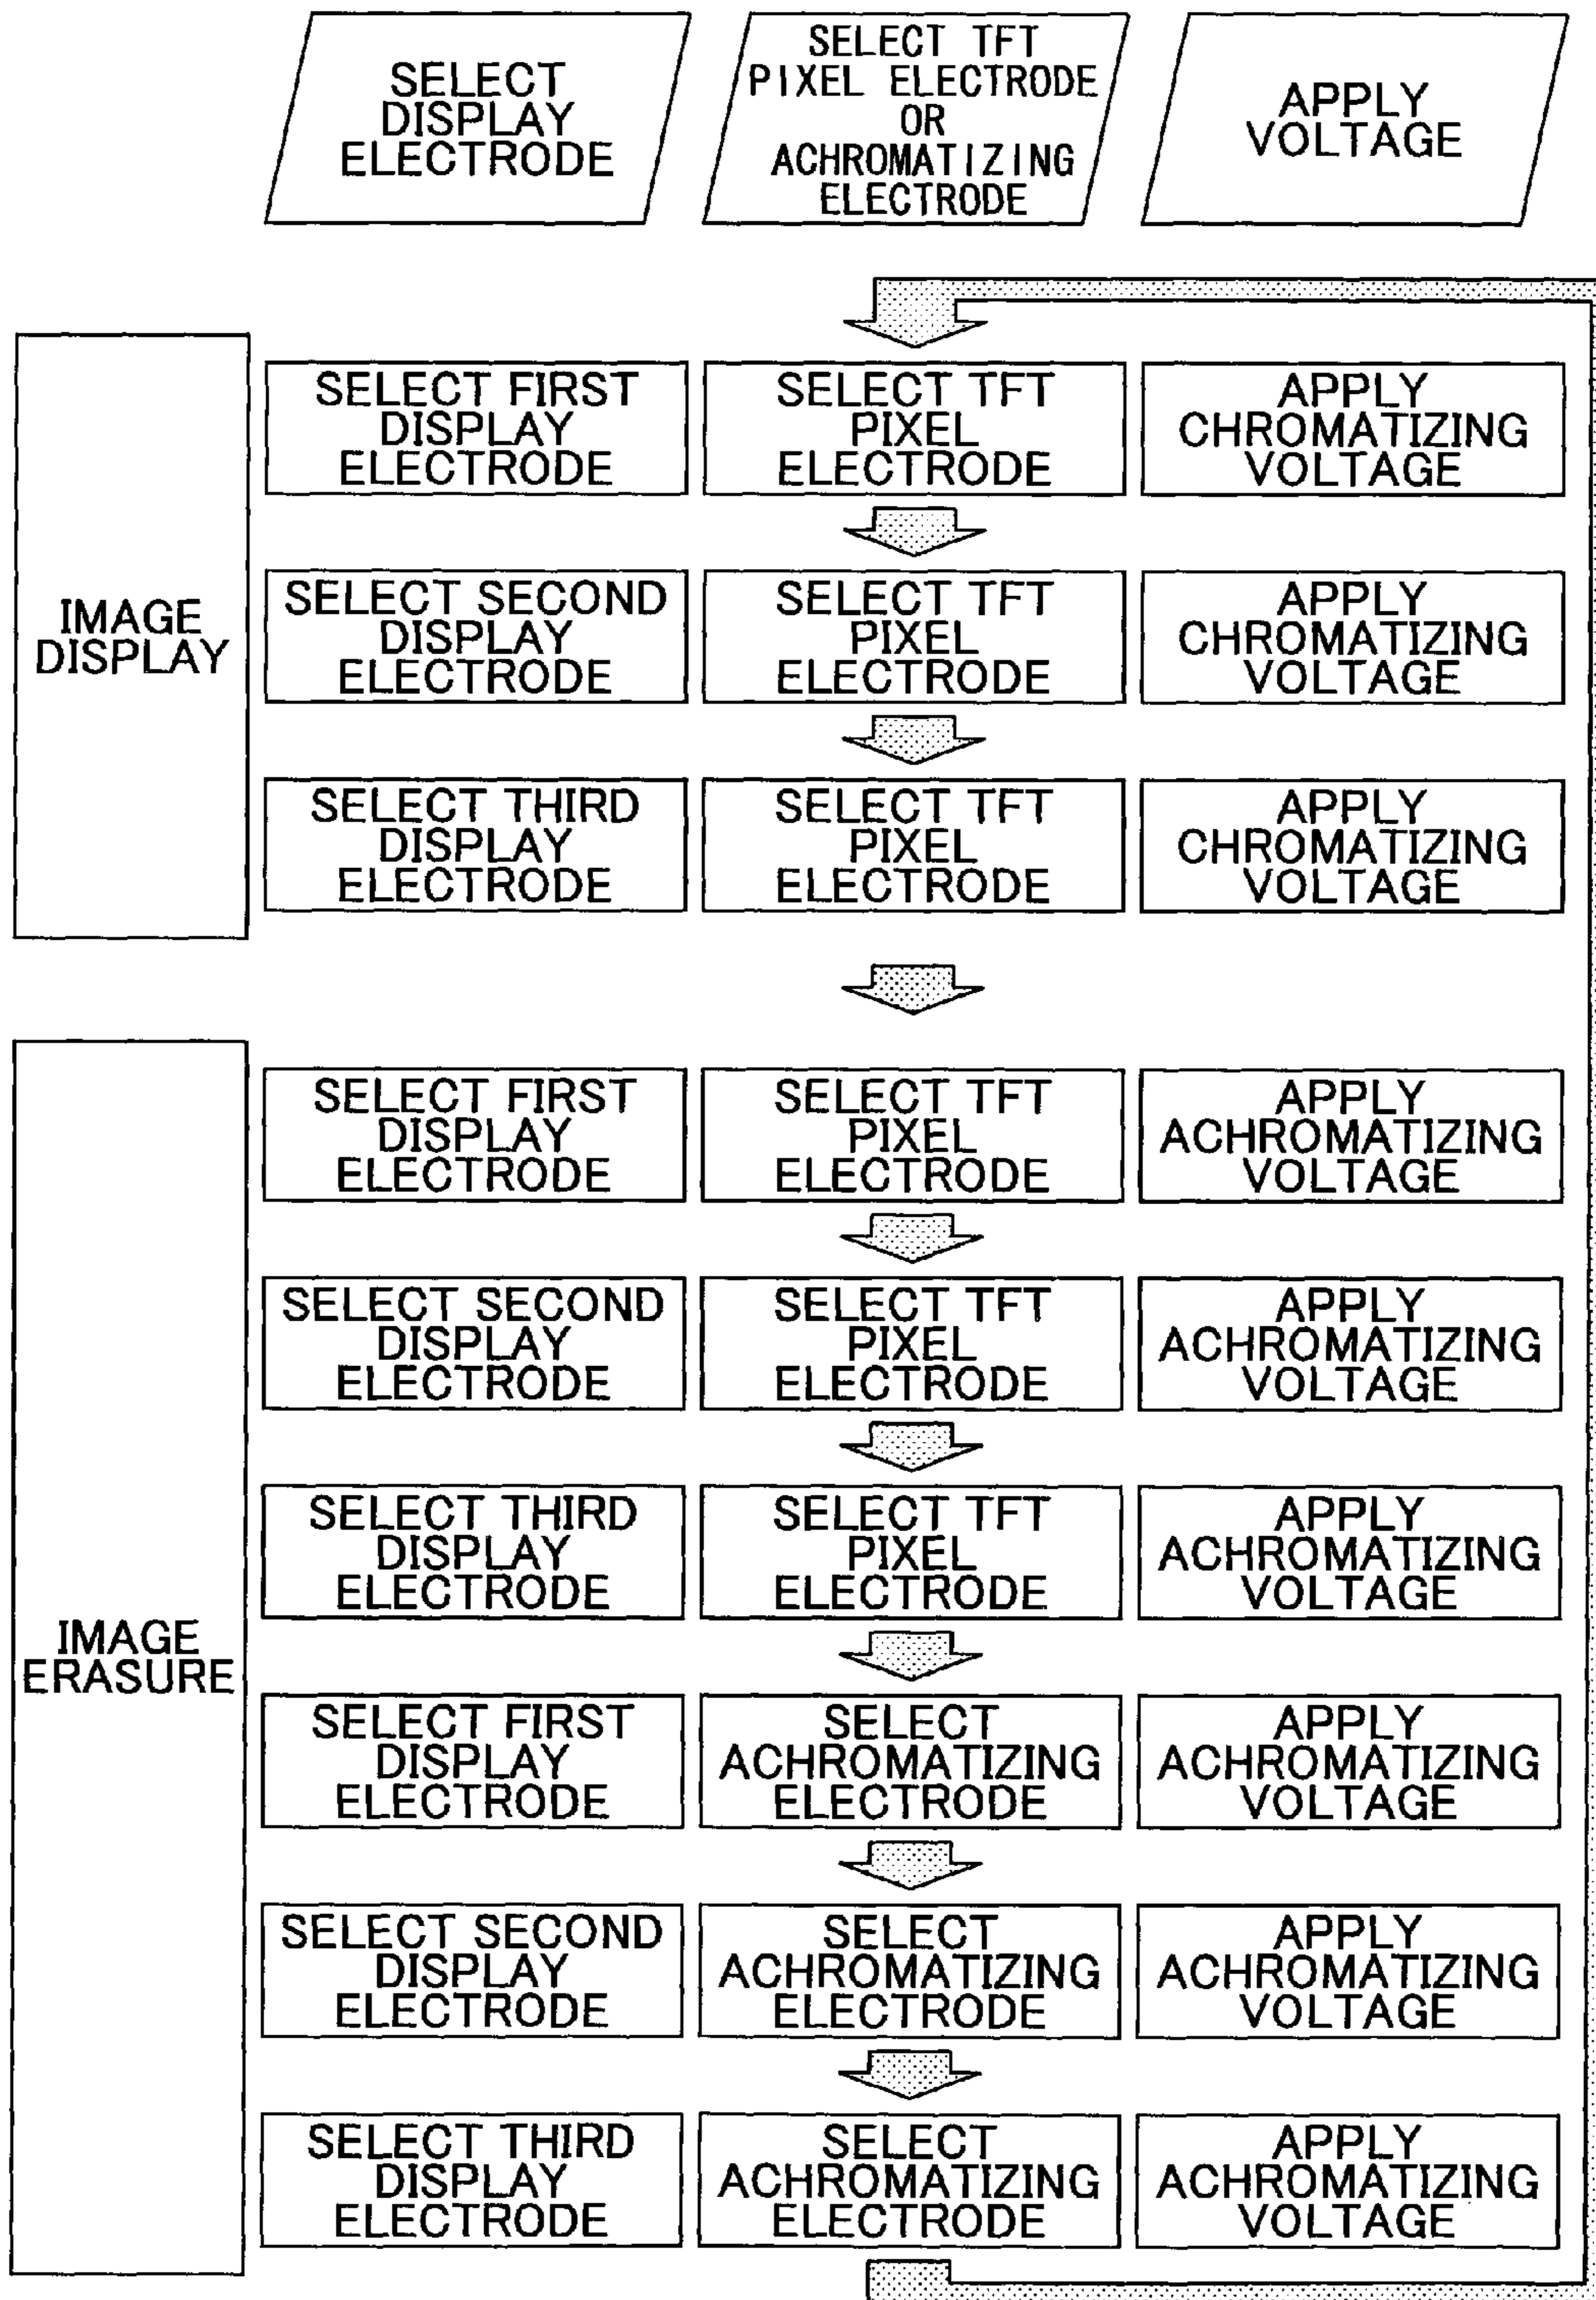 SELECT
DISPLAY
ELECTRODE
SELECT TFT
PIXEL ELECTRODE
OR
ACHROMATIZING
ELECTRODE
APPLY
VOLTAGE
IMAGE
DISPLAY
SELECT FIRST
DISPLAY
ELECTRODE
SELECT TFT
PIXEL
ELECTRODE
APPLY
CHROMATIZING
VOLTAGE
SELECT SECOND
DISPLAY
ELECTRODE
SELECT TFT
PIXEL
ELECTRODE
APPLY
CHROMATIZING
VOLTAGE
SELECT THIRD
DISPLAY
ELECTRODE
SELECT TFT
PIXEL
ELECTRODE
APPLY
CHROMATIZING
VOLTAGE
IMAGE
ERASURE
SELECT FIRST
DISPLAY
ELECTRODE
SELECT TFT
PIXEL
ELECTRODE
APPLY
ACHROMATIZING
VOLTAGE
SELECT SECOND
DISPLAY
ELECTRODE
SELECT TFT
PIXEL
ELECTRODE
APPLY
ACHROMATIZING
VOLTAGE
SELECT THIRD
DISPLAY
ELECTRODE
SELECT TFT
PIXEL
ELECTRODE
APPLY
ACHROMATIZING
VOLTAGE
SELECT FIRST
DISPLAY
ELECTRODE
SELECT
ACHROMATIZING
ELECTRODE
APPLY
ACHROMATIZING
VOLTAGE
SELECT SECOND
DISPLAY
ELECTRODE
SELECT
ACHROMATIZING
ELECTRODE
APPLY
ACHROMATIZING
VOLTAGE
SELECT THIRD
DISPLAY
ELECTRODE
SELECT
ACHROMATIZING
ELECTRODE
APPLY
ACHROMATIZING
VOLTAGE